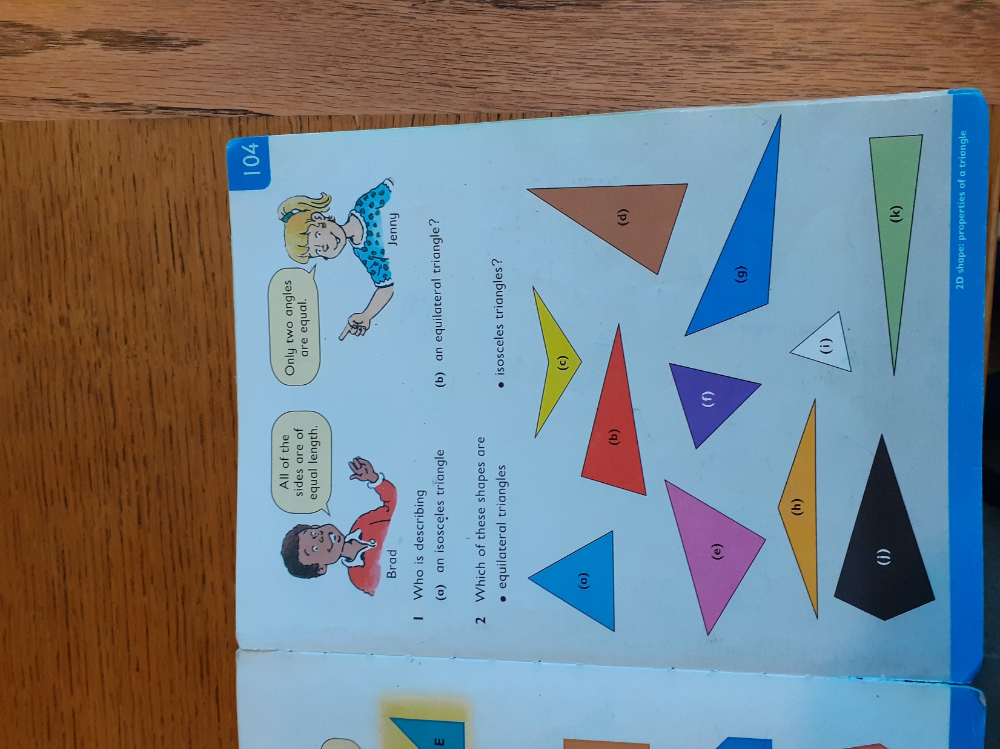 104
All of the
sides are of
equal length.
Only two angles
are equal.
Brad
Jenny
1 Who is describing
(a) an isosceles triangle (b) an equilateral triangle?
2 Which of these shapes are
• equilateral triangles • isosceles triangles?
(a)
(b)
(c)
(d)
(e)
(f)
(g)
(h)
(i)
(j)
(k)
2D shape: properties of a triangle
E